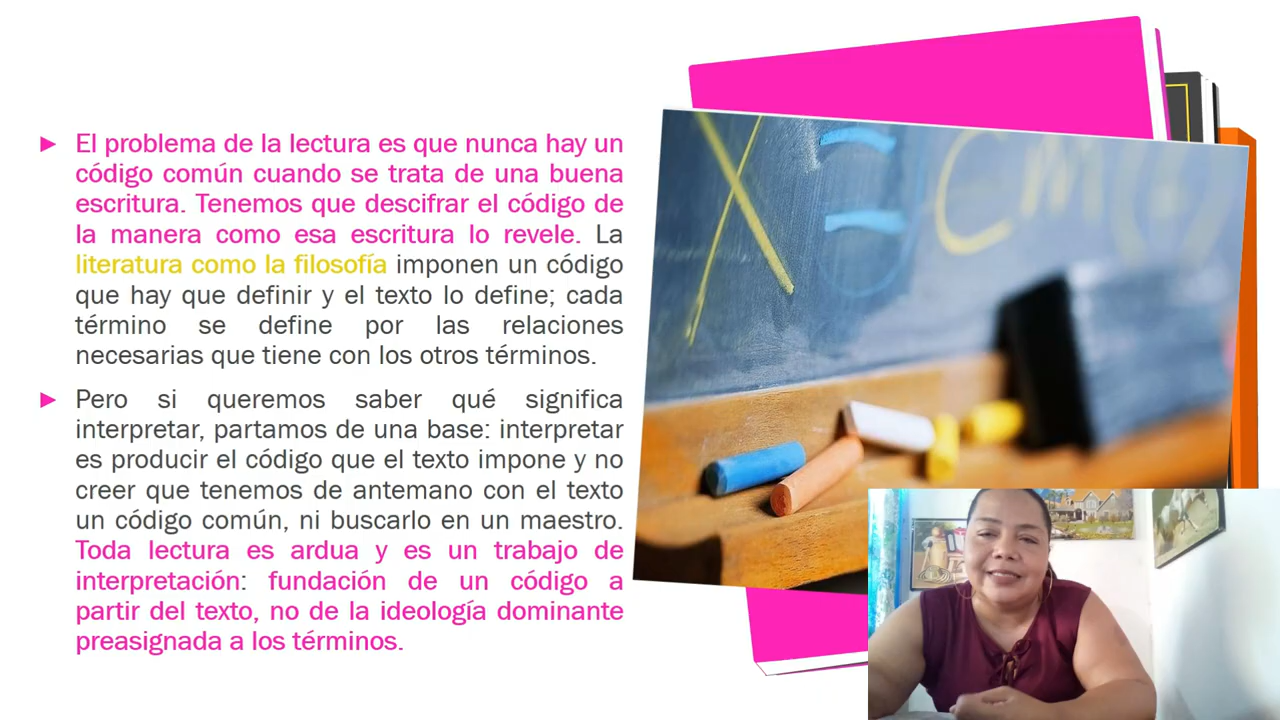 El problema de la lectura es que nunca hay un
código común cuando se trata de una buena
escritura. Tenemos que descifrar el código de
la manera como esa escritura lo revele. La
literatura como la filosofía imponen un código
que hay que definir y el texto lo define; cada
término se define por las relaciones
necesarias que tiene con los otros términos.
Pero si queremos saber qué significa
interpretar, partamos de una base: interpretar
es producir el código que el texto impone y no
creer que tenemos de antemano con el texto
un código común, ni buscarlo en un maestro.
Toda lectura es ardua y es un trabajo de
interpretación: fundación de un código a
partir del texto, no de la ideología dominante
preasignada a los términos.